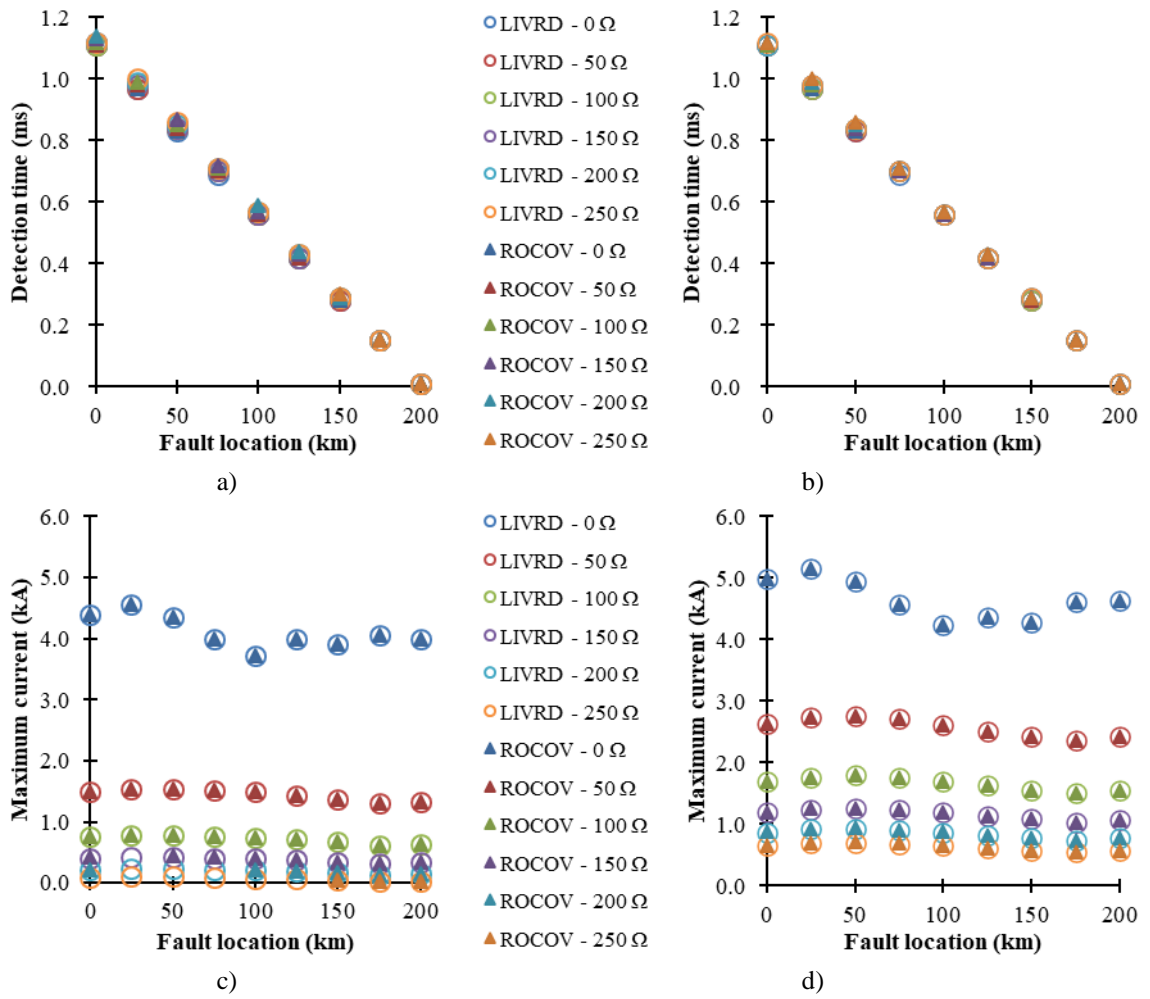 1.2
1.0
0.8
0.6
0.4
0.2
0.0
0 50 100 150 200
Detection time (ms)
Fault location (km)
a)
LIVRD - 0 Ω
LIVRD - 50 Ω
LIVRD - 100 Ω
LIVRD - 150 Ω
LIVRD - 200 Ω
LIVRD - 250 Ω
ROCOV - 0 Ω
ROCOV - 50 Ω
ROCOV - 100 Ω
ROCOV - 150 Ω
ROCOV - 200 Ω
ROCOV - 250 Ω
1.2
1.0
0.8
0.6
0.4
0.2
0.0
0 50 100 150 200
Detection time (ms)
Fault location (km)
b)
6.0
5.0
4.0
3.0
2.0
1.0
0.0
0 50 100 150 200
Maximum current (kA)
Fault location (km)
c)
LIVRD - 0 Ω
LIVRD - 50 Ω
LIVRD - 100 Ω
LIVRD - 150 Ω
LIVRD - 200 Ω
LIVRD - 250 Ω
ROCOV - 0 Ω
ROCOV - 50 Ω
ROCOV - 100 Ω
ROCOV - 150 Ω
ROCOV - 200 Ω
ROCOV - 250 Ω
6.0
5.0
4.0
3.0
2.0
1.0
0.0
0 50 100 150 200
Maximum current (kA)
Fault location (km)
d)